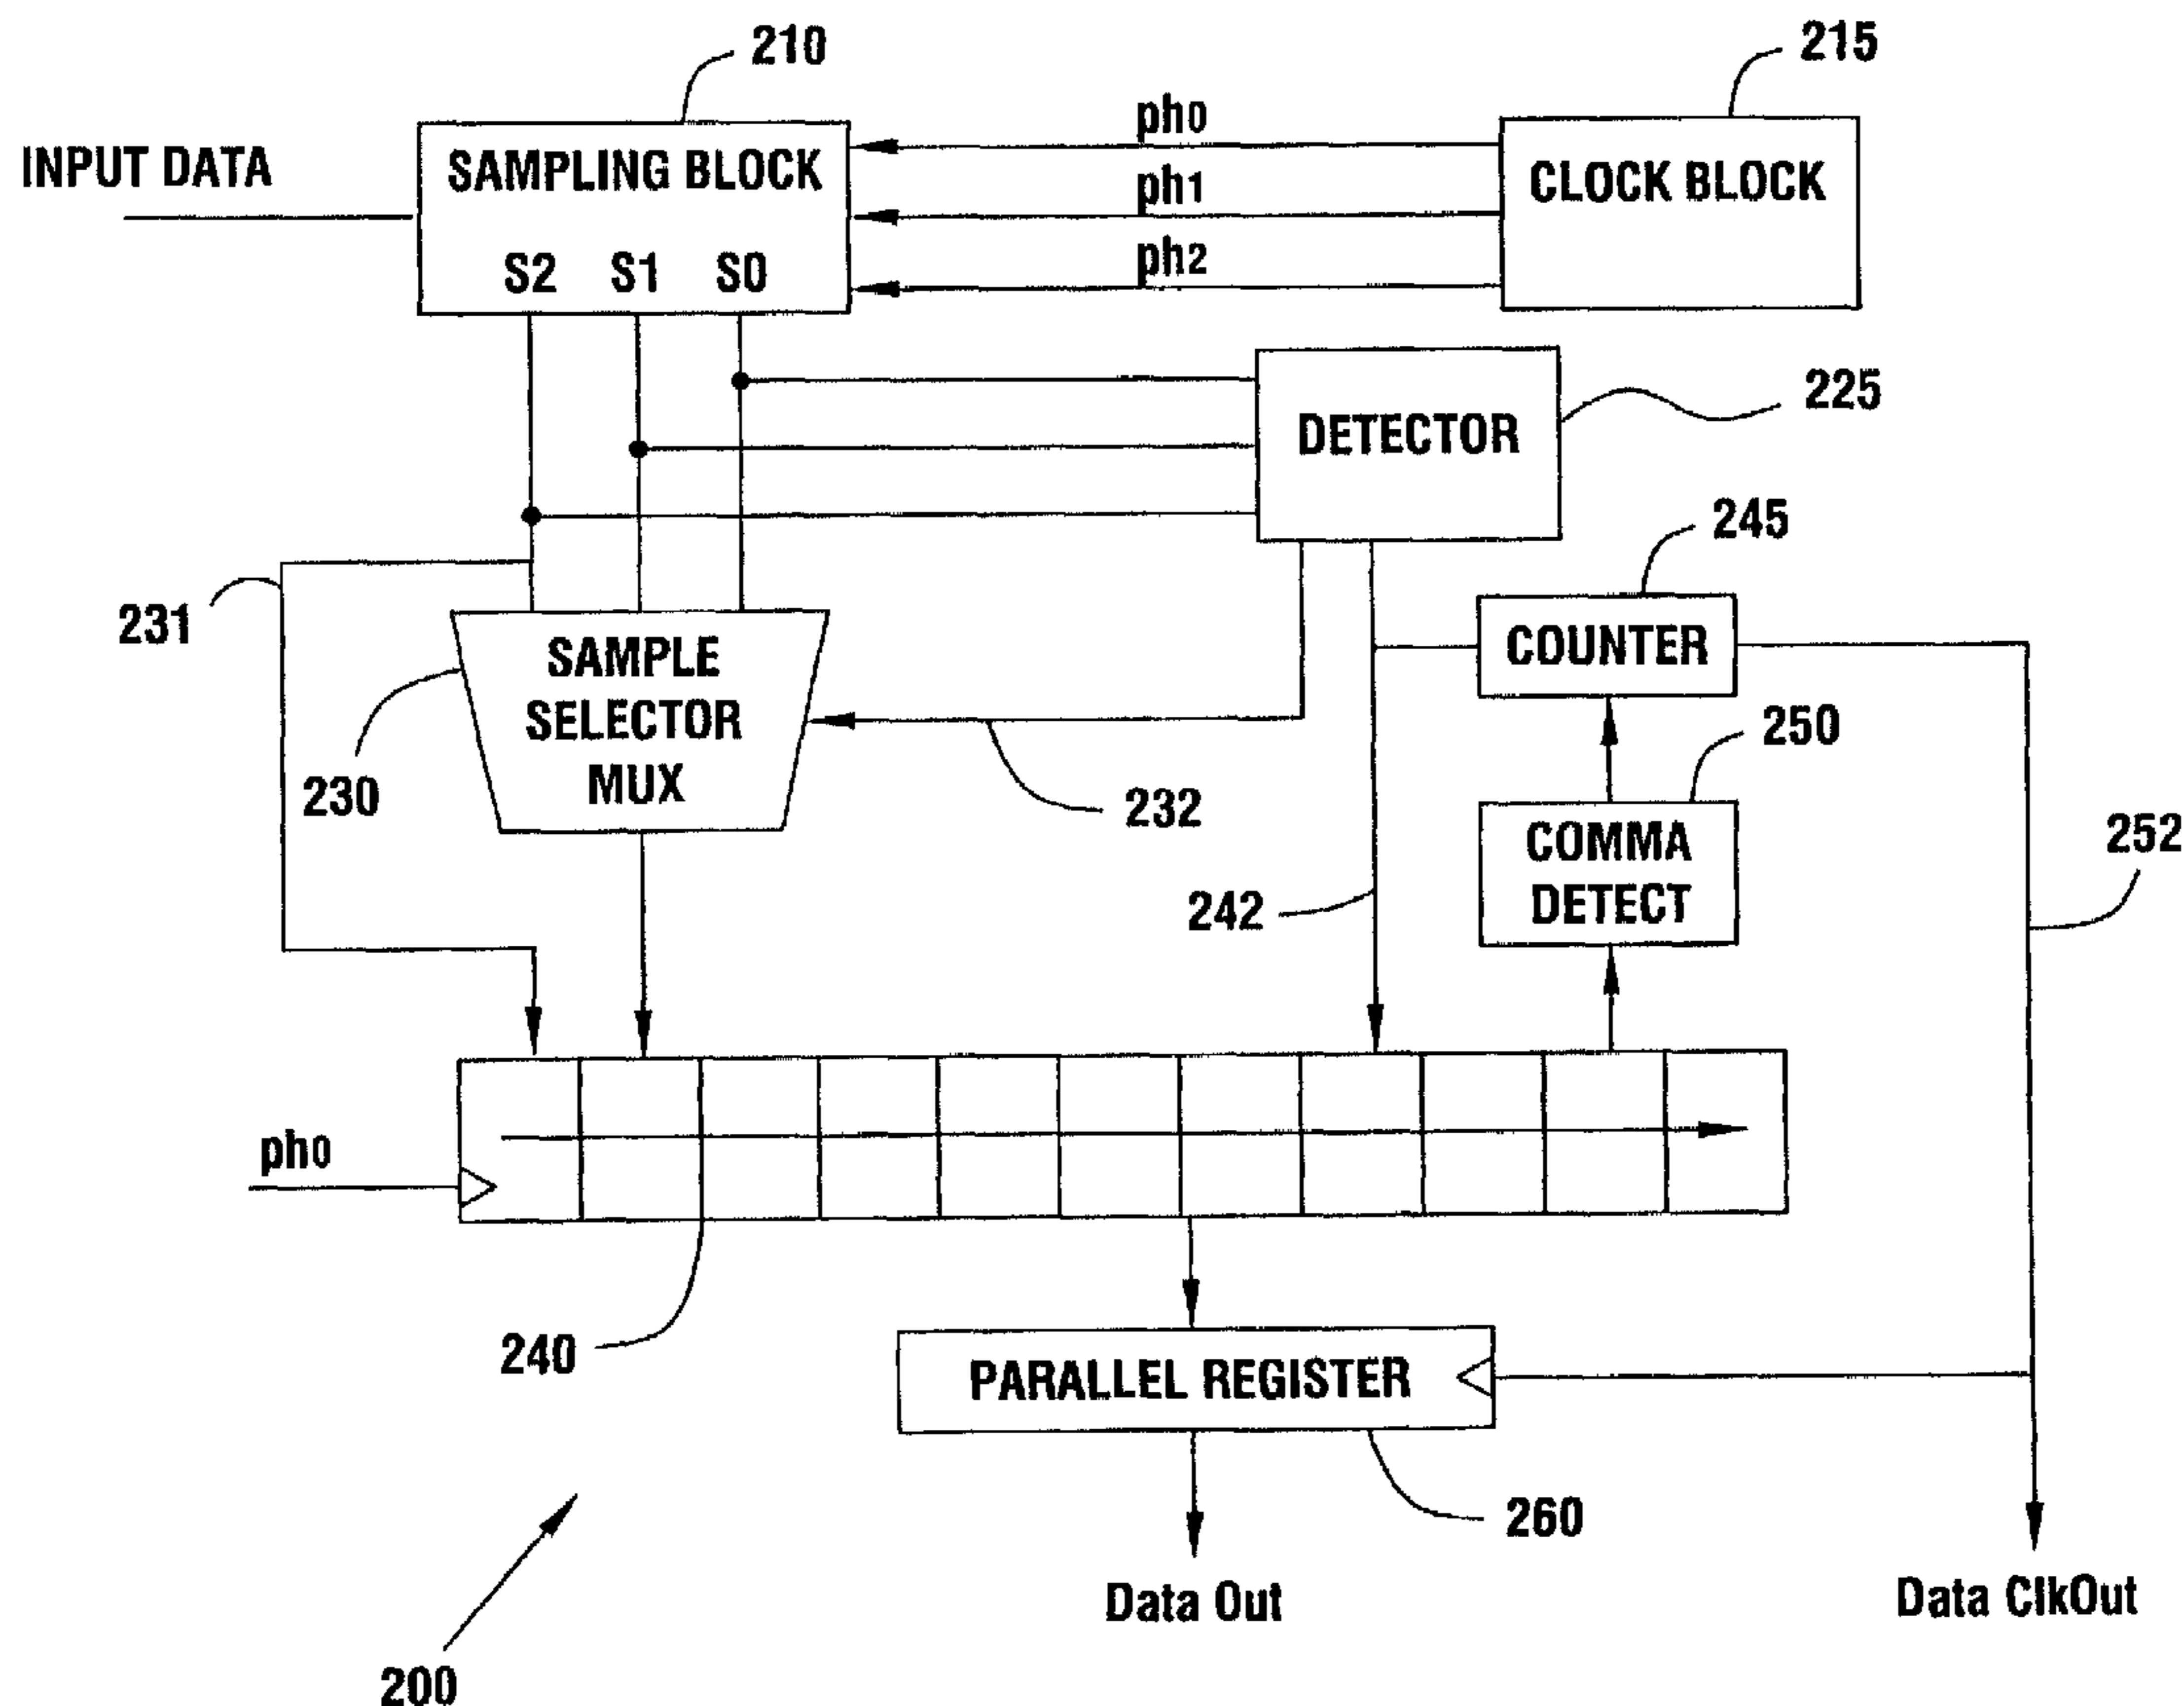 210
215
INPUT DATA
SAMPLING BLOCK
S2 S1 S0
ph0
ph1
ph2
CLOCK BLOCK
DETECTOR
225
245
COUNTER
231
SAMPLE
SELECTOR
MUX
230
232
250
COMMA
DETECT
252
242
ph0
240
PARALLEL REGISTER
260
Data Out
Data ClkOut
200